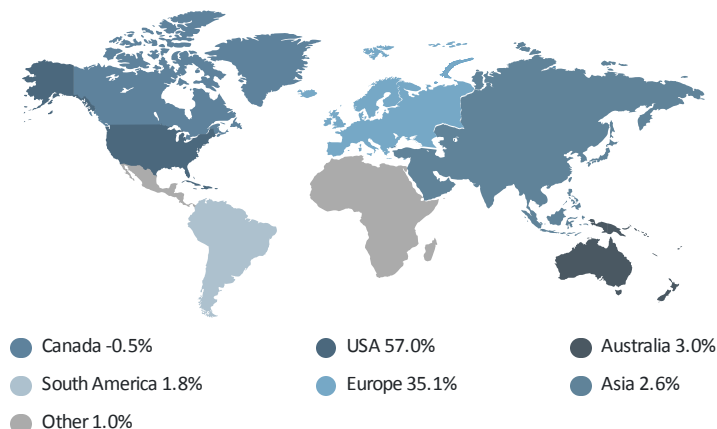 Canada -0.5%
USA 57.0%
Australia 3.0%
South America 1.8%
Europe 35.1%
Asia 2.6%
Other 1.0%